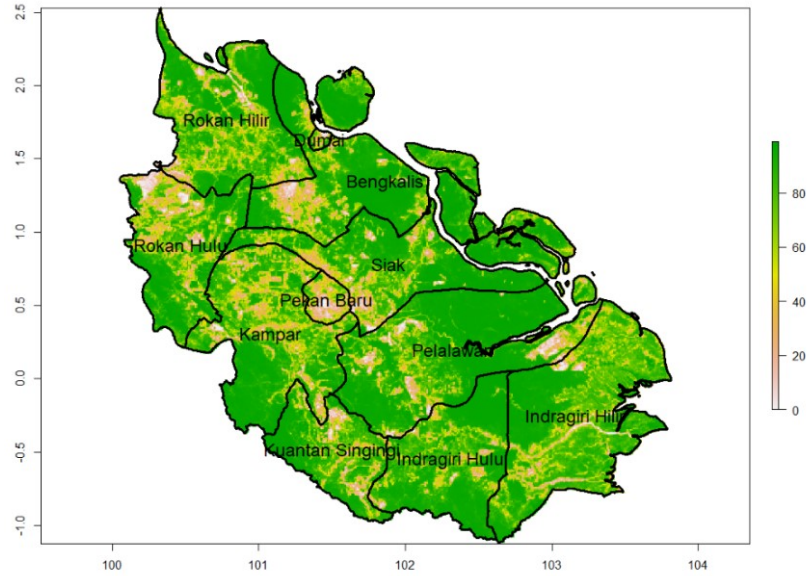 2.5
2.0
1.5
1.0
0.5
0.0
-0.5
-1.0
Rokan Hilir
Dumai
Bengkalis
Rokan Hulu
Siak
Pekan Baru
Kampar
Pelalawan
Indragiri Hilir
Kuantan Singingi
Indragiri Hulu
80
60
40
20
0
100
101
102
103
104